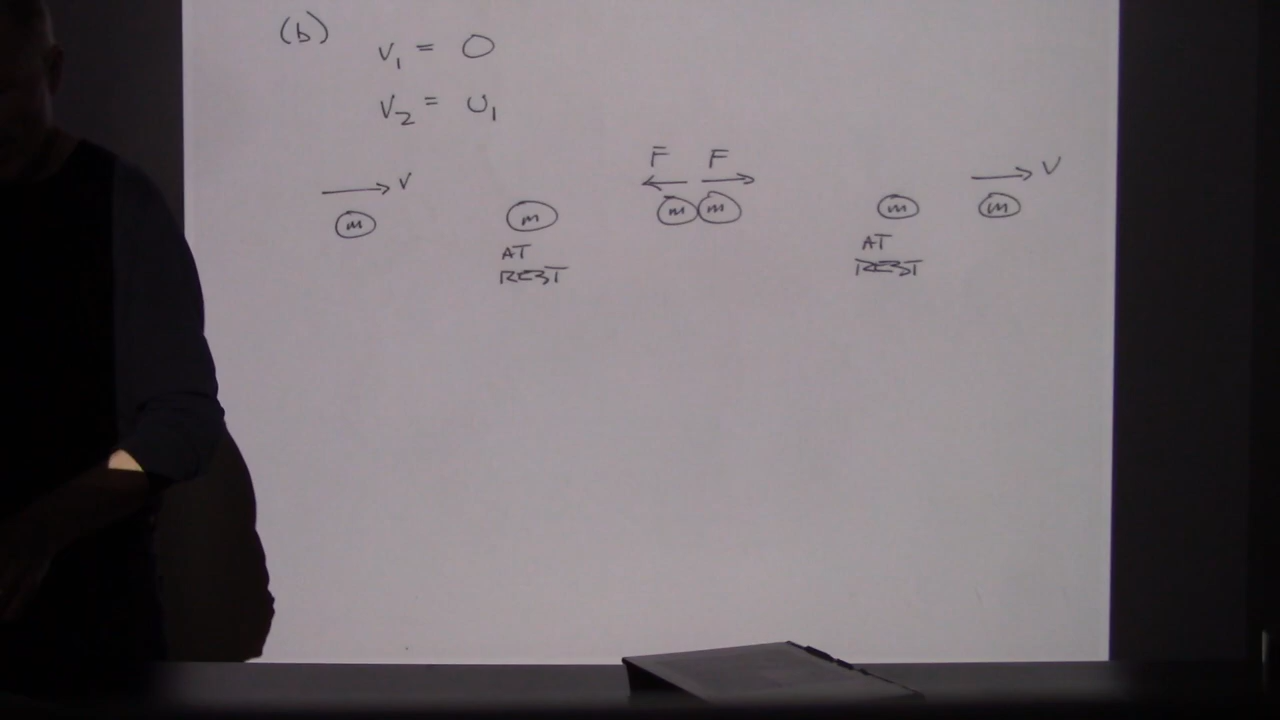 (b)
v₁ = 0
v₂ = u₁
v
m
m
AT
REST
F F
m m
m
AT
REST
v
m